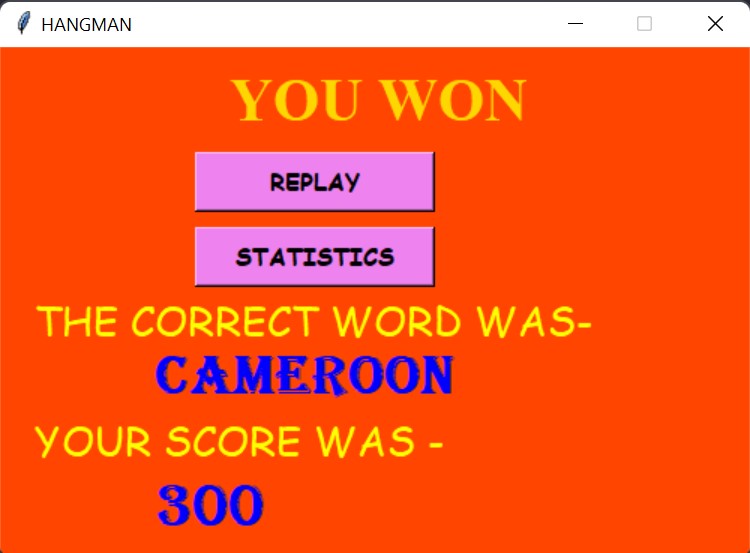 HANGMAN
YOU WON
REPLAY
STATISTICS
THE CORRECT WORD WAS-
CAMEROON
YOUR SCORE WAS -
300